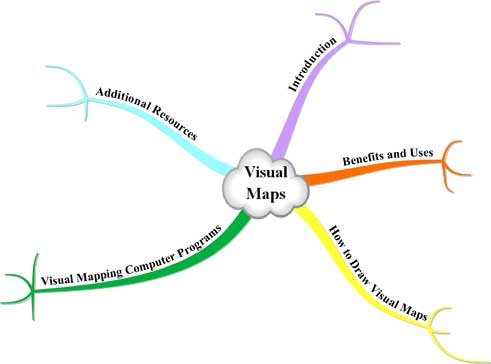 Visual
Maps
Introduction
Benefits and Uses
How to Draw Visual Maps
Visual Mapping Computer Programs
Additional Resources